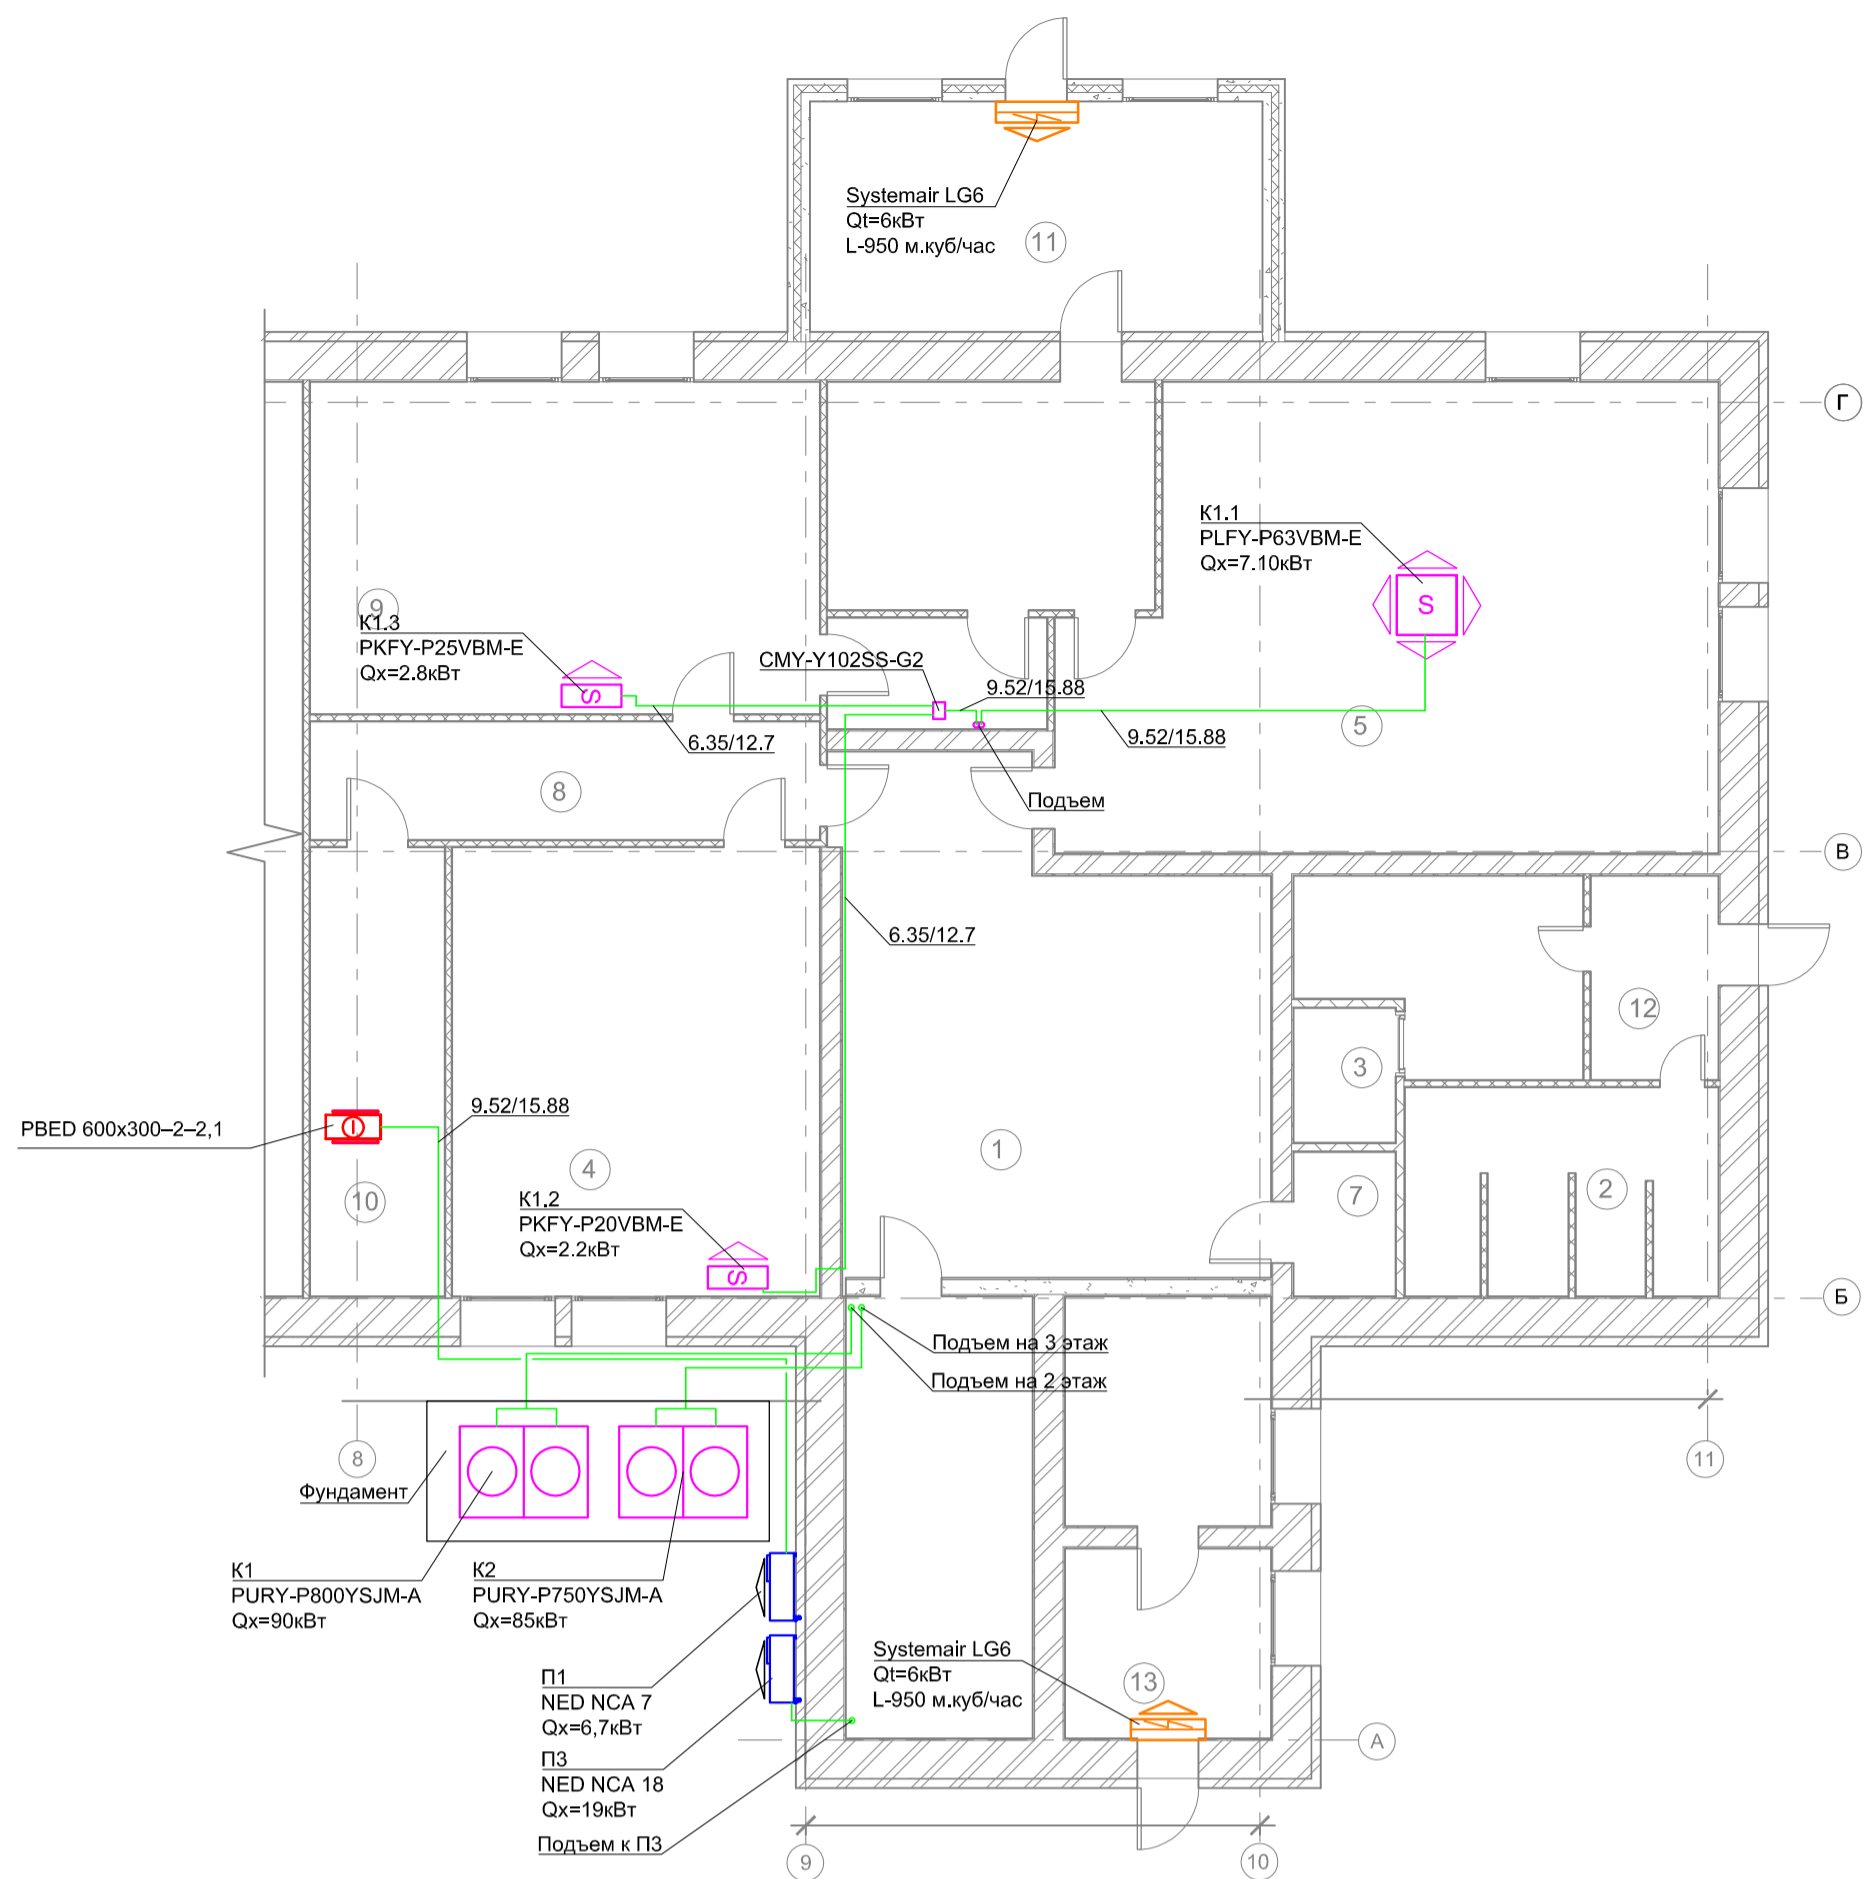 Systemair LG6
Qt=6кВт
L-950 м.куб/час
11
Г
К1.1
PLFY-P63VBM-E
Qx=7.10кВт
S
9
К1.3
PKFY-P25VBM-E
Qx=2.8кВт
S
CMY-Y102SS-G2
9.52/15.88
6.35/12.7
9.52/15.88
5
8
Подъем
В
6.35/12.7
12
3
PBED 600x300–2–2,1
9.52/15.88
10
4
1
7
2
К1.2
PKFY-P20VBM-E
Qx=2.2кВт
S
Б
Подъем на 3 этаж
Подъем на 2 этаж
8
11
Фундамент
К1
PURY-P800YSJM-A
Qx=90кВт
К2
PURY-P750YSJM-A
Qx=85кВт
П1
NED NCA 7
Qx=6,7кВт
П3
NED NCA 18
Qx=19кВт
Подъем к П3
Systemair LG6
Qt=6кВт
L-950 м.куб/час
13
А
9
10